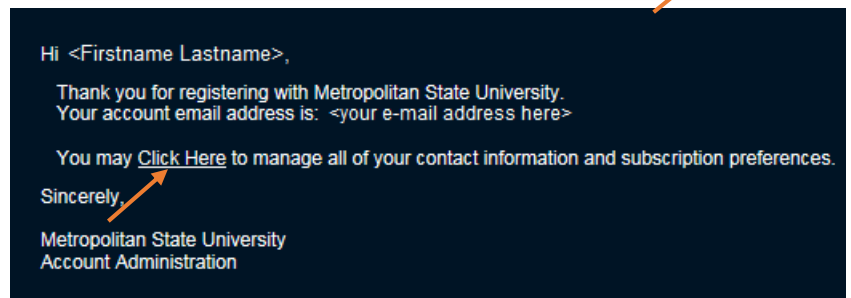 Hi <Firstname Lastname>,
Thank you for registering with Metropolitan State University.
Your account email address is: <your e-mail address here>
You may Click Here to manage all of your contact information and subscription preferences.
Sincerely,
Metropolitan State University
Account Administration